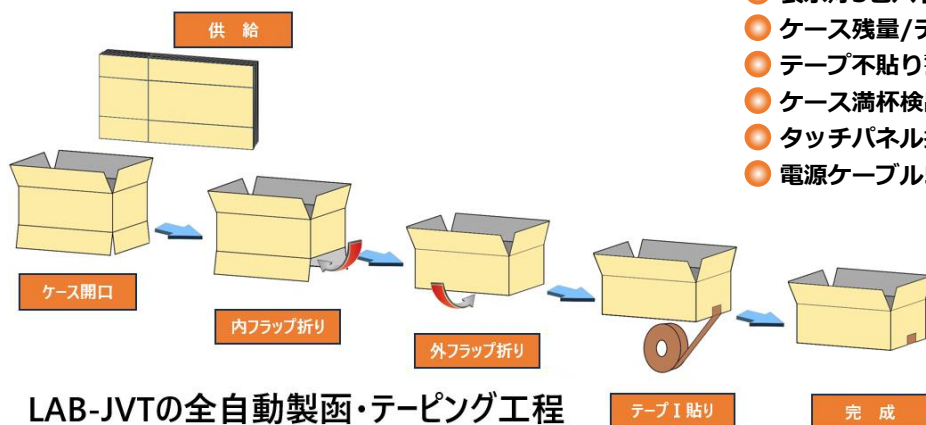 供 給
ケース残量/
テープ不貼り
ケース満杯検
タッチパネル
電源ケーブル
ケース開口
内フラップ折り
外フラップ折り
テープ I 貼り
完 成
LAB-JVTの全自動製函・テーピング工程